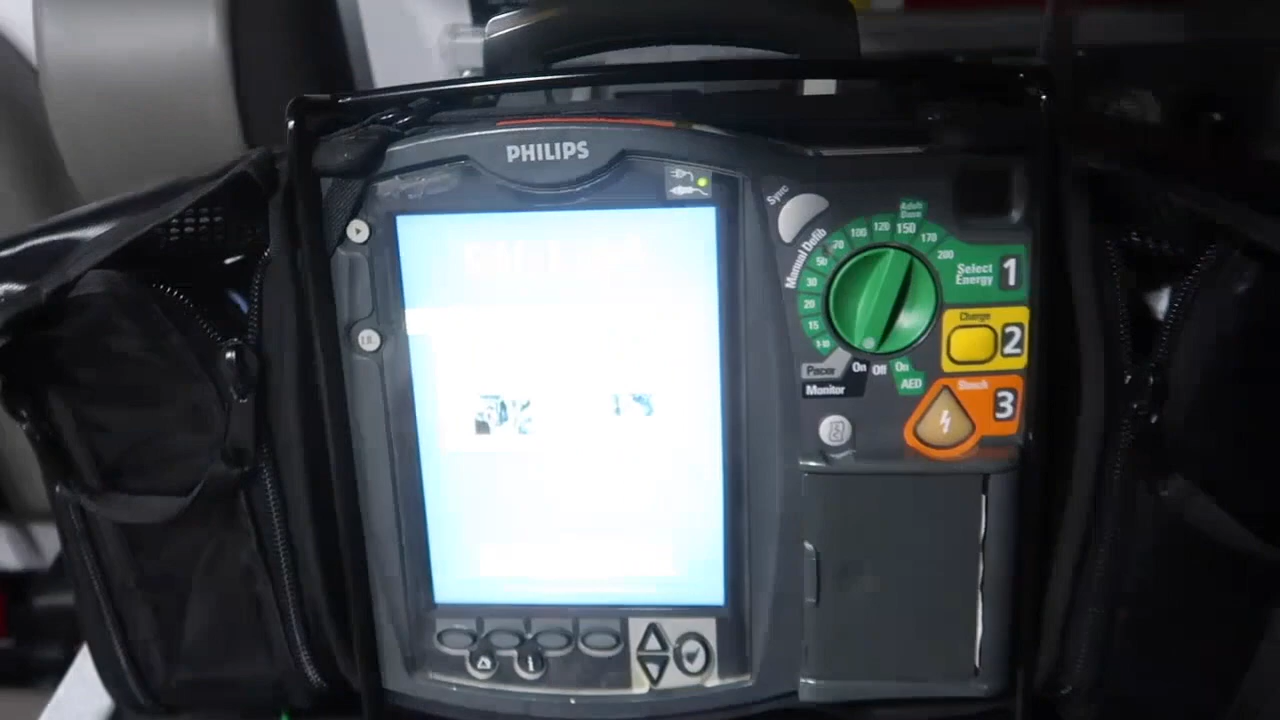 PHILIPS
Sync
Manual Defib
1-10
15
20
30
50
70
100
120
150
170
200
Adult
Dose
Select
Energy
1
Charge
2
Shock
3
Pacer
Monitor
On
Off
On
AED